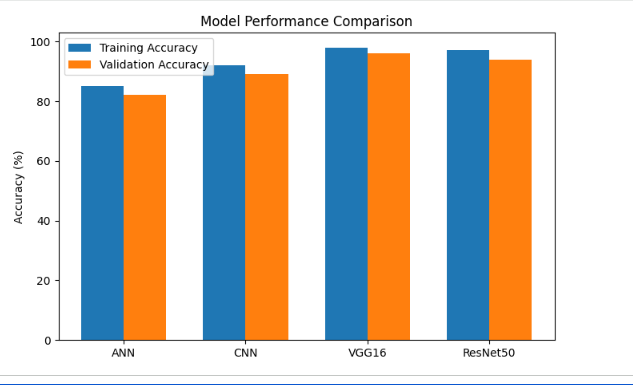 Model Performance Comparison
Training Accuracy
Validation Accuracy
Accuracy (%)
100
80
60
40
20
0
ANN CNN VGG16 ResNet50